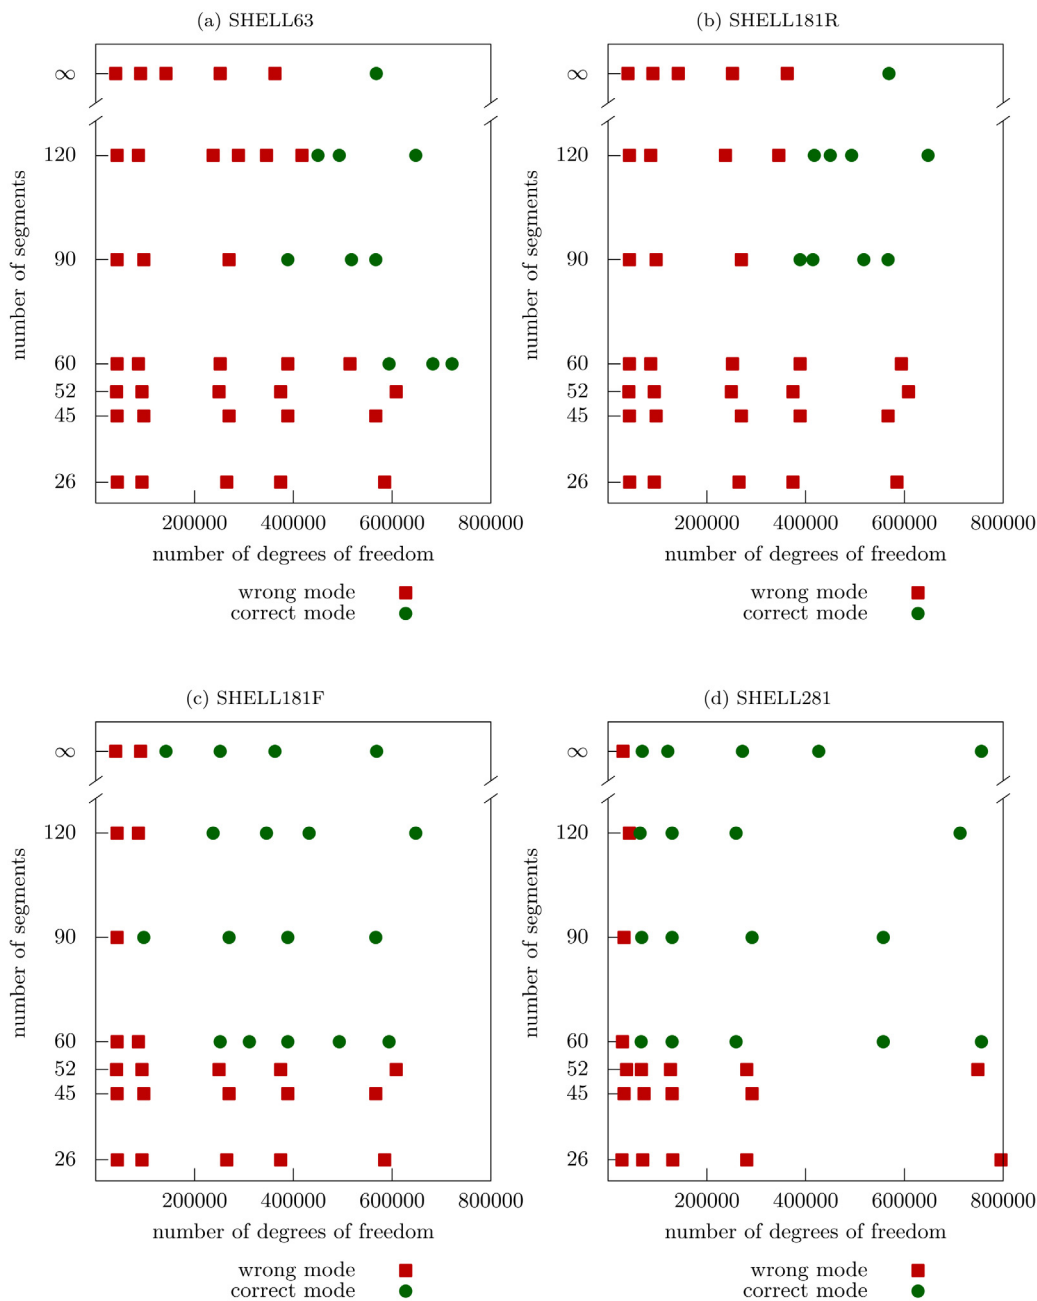 (a) SHELL63
∞
120
90
60
52
45
26
number of segments
200000 400000 600000 800000
number of degrees of freedom
wrong mode
correct mode
(b) SHELL181R
∞
120
90
60
52
45
26
number of segments
200000 400000 600000 800000
number of degrees of freedom
wrong mode
correct mode
(c) SHELL181F
∞
120
90
60
52
45
26
number of segments
200000 400000 600000 800000
number of degrees of freedom
wrong mode
correct mode
(d) SHELL281
∞
120
90
60
52
45
26
number of segments
200000 400000 600000 800000
number of degrees of freedom
wrong mode
correct mode